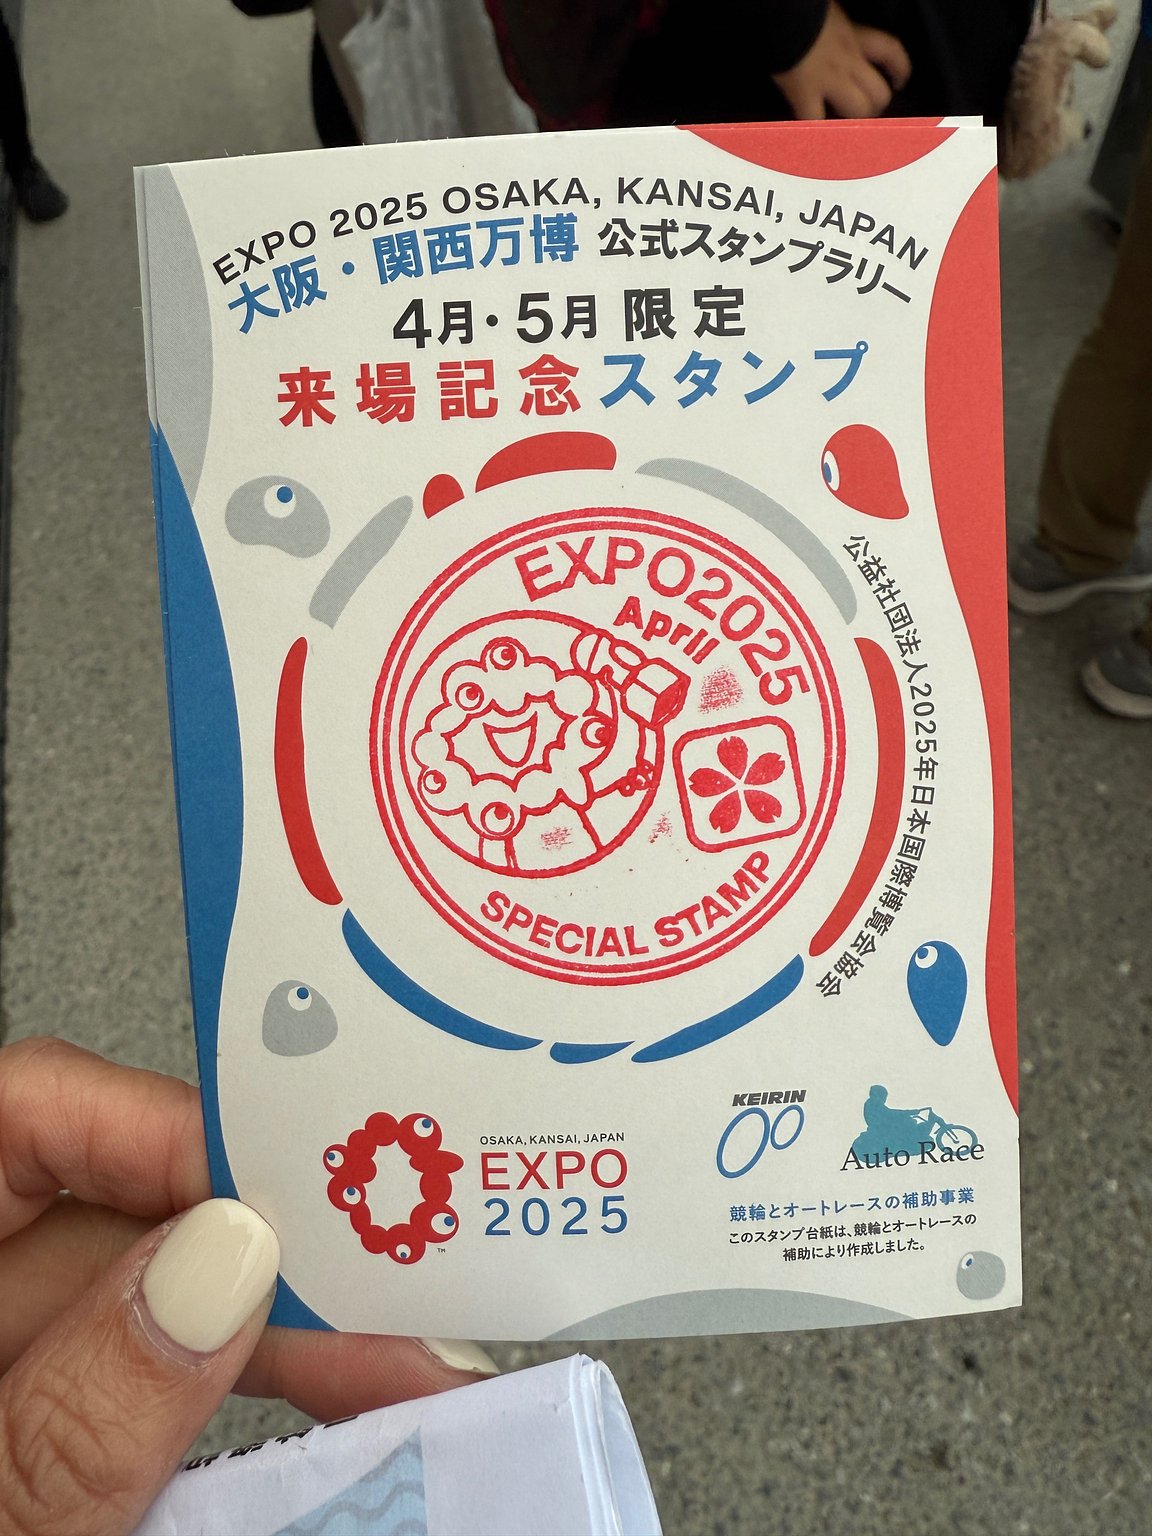 EXPO 2025 OSAKA, KANSAI, JAPAN
大阪・関西万博 公式スタンプラリー
4月・5月 限定
来場記念スタンプ
EXPO2025
April
SPECIAL STAMP
公益社団法人2025年日本国際博覧会協会
OSAKA, KANSAI, JAPAN
EXPO
2025
TM
KEIRIN
Auto Race
競輪とオートレースの補助事業
このスタンプ台紙は、競輪とオートレースの
補助により作成しました。